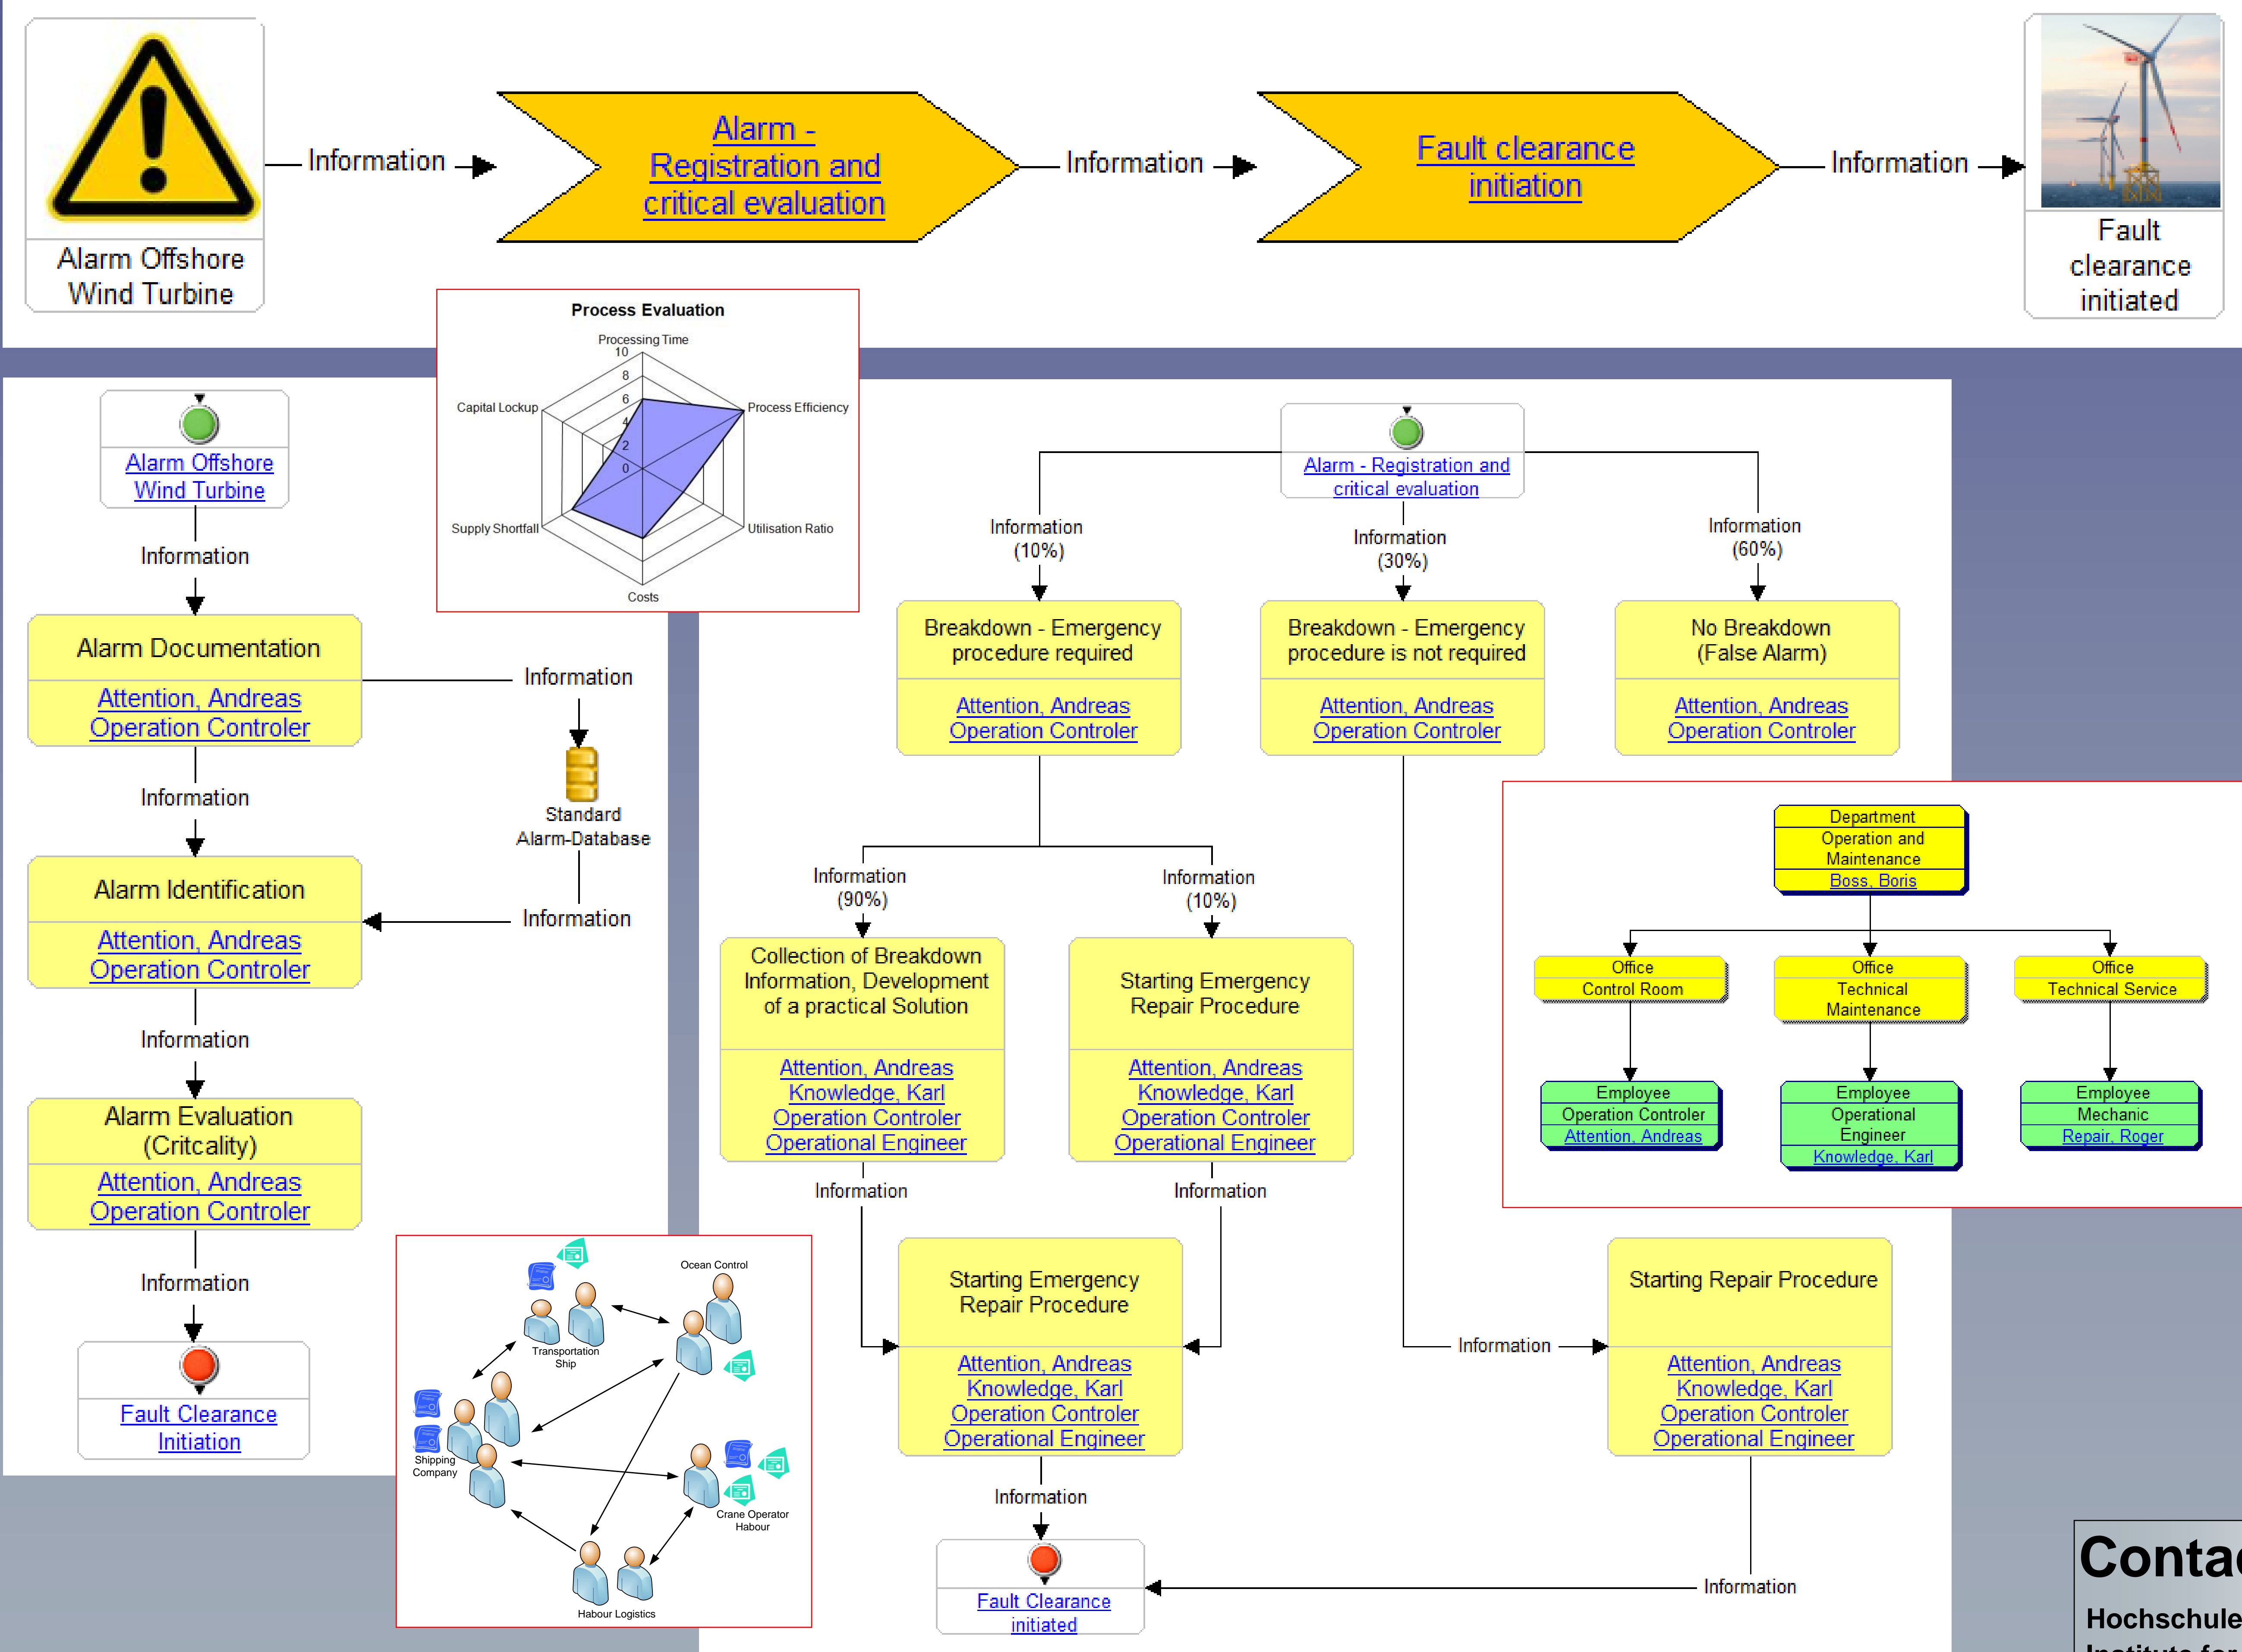 Alarm Offshore
Wind Turbine
Information
Alarm -
Registration and
critical evaluation
Information
Fault clearance
initiation
Information
Fault
clearance
initiated
Process Evaluation
Processing Time
10
8
6
4
2
0
Capital Lockup
Process Efficiency
Supply Shortfall
Utilisation Ratio
Costs
Alarm Offshore
Wind Turbine
Information
Alarm Documentation
Attention, Andreas
Operation Controler
Information
Standard
Alarm-Database
Information
Information
Alarm Identification
Attention, Andreas
Operation Controler
Information
Alarm Evaluation
(Critcality)
Attention, Andreas
Operation Controler
Information
Fault Clearance
Initiation
Alarm - Registration and
critical evaluation
Information
(10%)
Information
(30%)
Information
(60%)
Breakdown - Emergency
procedure required
Attention, Andreas
Operation Controler
Breakdown - Emergency
procedure is not required
Attention, Andreas
Operation Controler
No Breakdown
(False Alarm)
Attention, Andreas
Operation Controler
Information
(90%)
Information
(10%)
Collection of Breakdown
Information, Development
of a practical Solution
Attention, Andreas
Knowledge, Karl
Operation Controler
Operational Engineer
Starting Emergency
Repair Procedure
Attention, Andreas
Knowledge, Karl
Operation Controler
Operational Engineer
Information
Information
Starting Emergency
Repair Procedure
Attention, Andreas
Knowledge, Karl
Operation Controler
Operational Engineer
Information
Starting Repair Procedure
Attention, Andreas
Knowledge, Karl
Operation Controler
Operational Engineer
Information
Information
Fault Clearance
initiated
Department
Operation and
Maintenance
Boss, Boris
Office
Control Room
Office
Technical
Maintenance
Office
Technical Service
Employee
Operation Controler
Attention, Andreas
Employee
Operational
Engineer
Knowledge, Karl
Employee
Mechanic
Repair, Roger
Ocean Control
Transportation
Ship
Shipping
Company
Crane Operator
Habour
Habour Logistics
Hochschule
Institute for